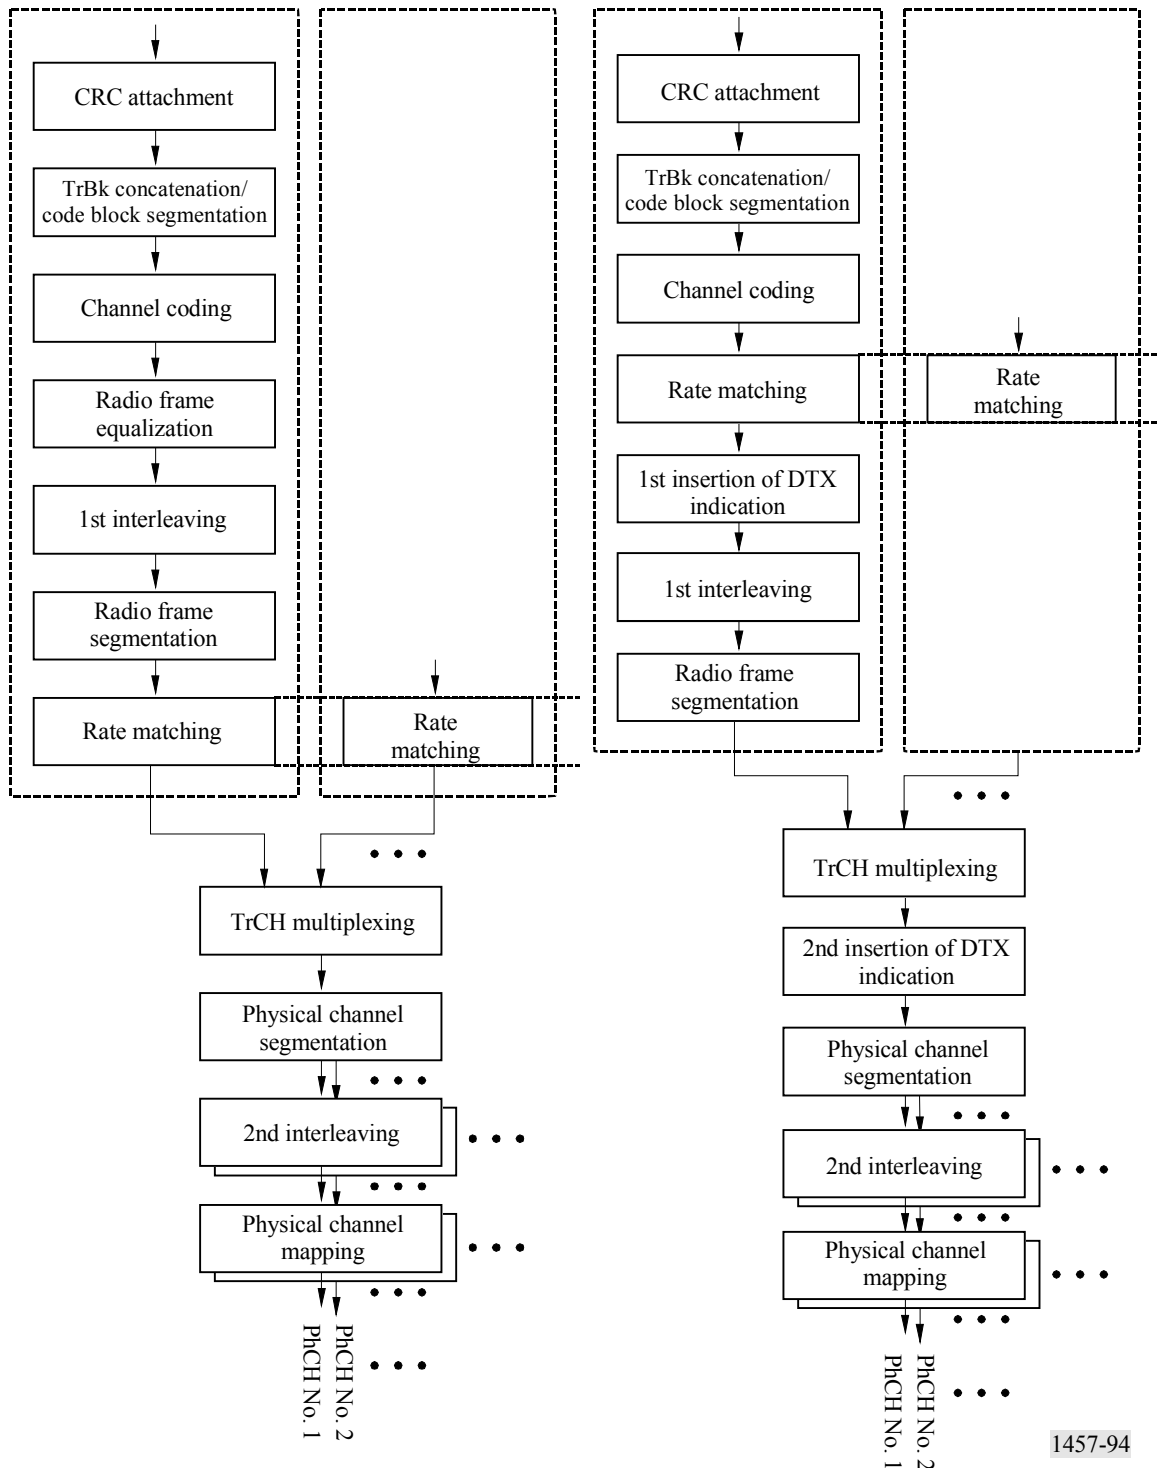 CRC attachment
TrBk concatenation/
code block segmentation
Channel coding
Radio frame
equalization
1st interleaving
Radio frame
segmentation
Rate matching
Rate
matching
TrCH multiplexing
Physical channel
segmentation
2nd interleaving
Physical channel
mapping
PhCH No. 1
PhCH No. 2
CRC attachment
TrBk concatenation/
code block segmentation
Channel coding
Rate matching
Rate
matching
1st insertion of DTX
indication
1st interleaving
Radio frame
segmentation
TrCH multiplexing
2nd insertion of DTX
indication
Physical channel
segmentation
2nd interleaving
Physical channel
mapping
PhCH No. 1
PhCH No. 2
1457-94